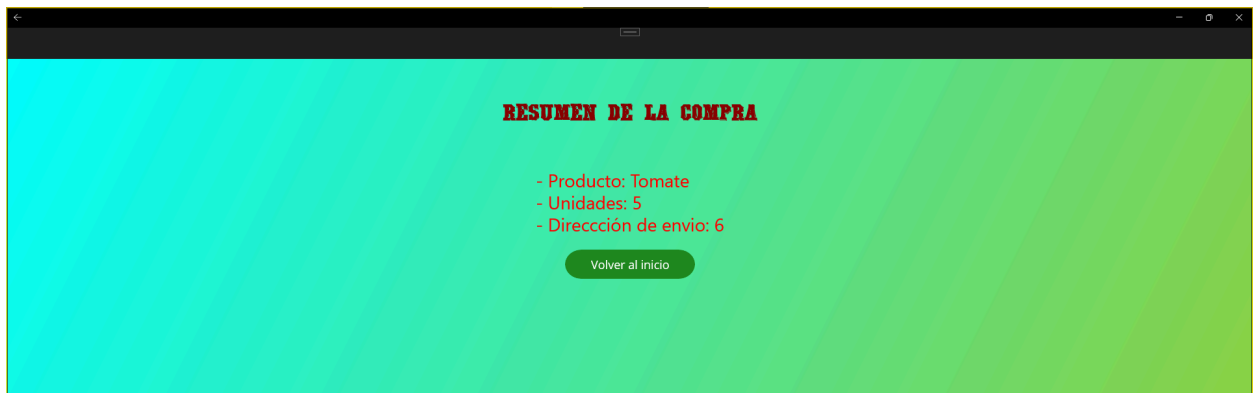 RESUMEN DE LA COMPRA
- Producto: Tomate
- Unidades: 5
- Direccción de envio: 6
Volver al inicio